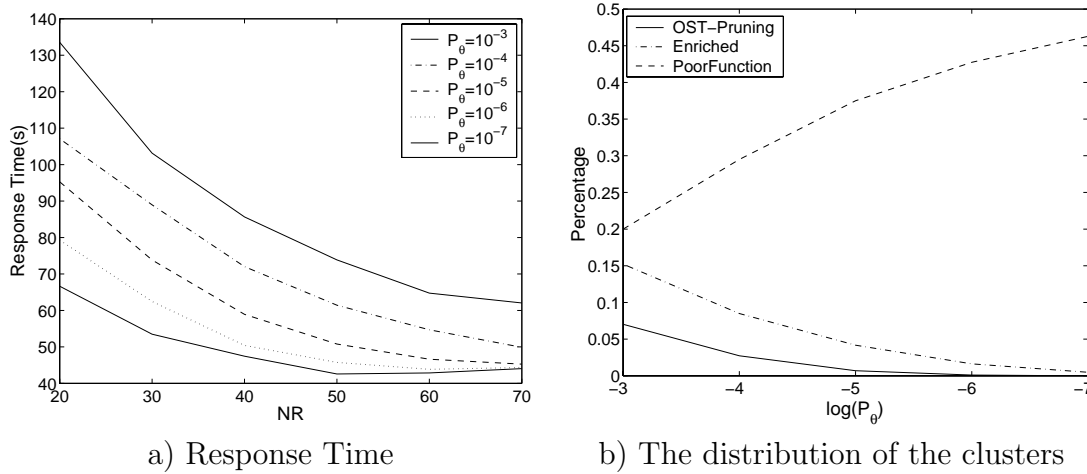 140
130
120
110
100
90
80
70
60
50
40
Response Time(s)
20 30 40 50 60 70
NR
P_θ=10^-3
P_θ=10^-4
P_θ=10^-5
P_θ=10^-6
P_θ=10^-7
a) Response Time
0.5
0.45
0.4
0.35
0.3
0.25
0.2
0.15
0.1
0.05
0
Percentage
-3 -4 -5 -6 -7
log(P_θ)
OST-Pruning
Enriched
PoorFunction
b) The distribution of the clusters